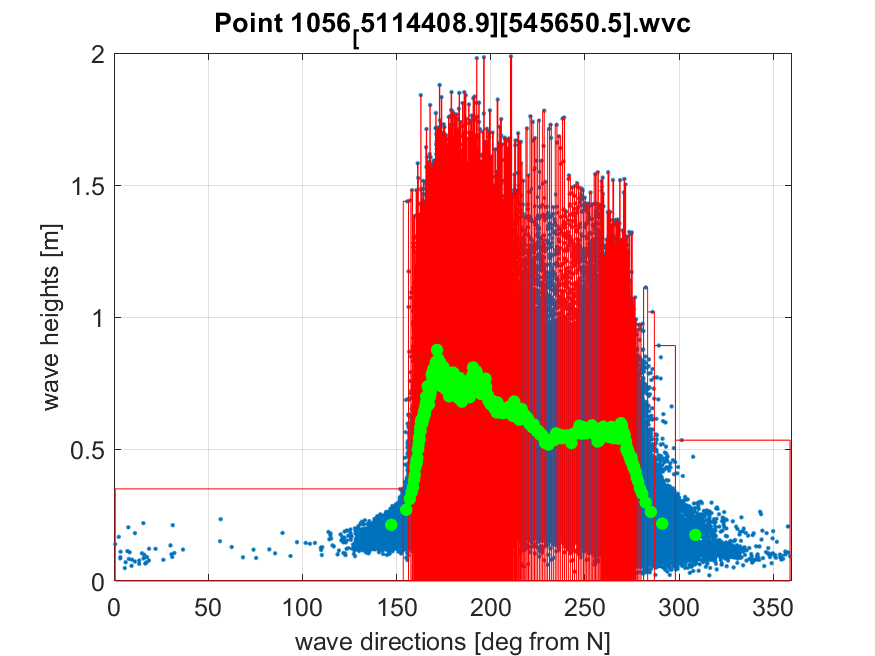 Point 1056[5114408.9][545650.5].wvc
2
1.5
1
0.5
0
wave heights [m]
0 50 100 150 200 250 300 350
wave directions [deg from N]